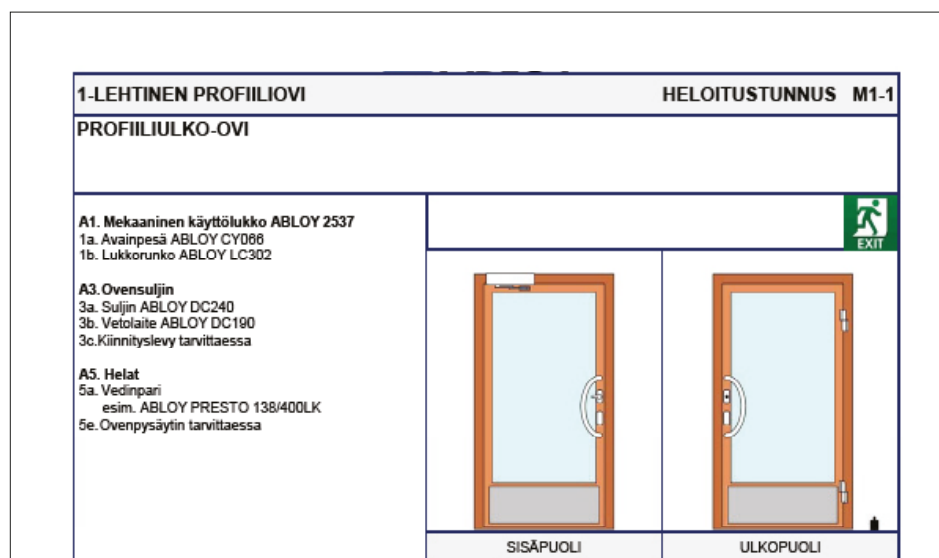 1-LEHTINEN PROFIILIOVI HELOITUSTUNNUS M1-1
PROFIILIULKO-OVI
A1. Mekaaninen käyttölukko ABLOY 2537
1a. Avainpesä ABLOY CY066
1b. Lukkorunko ABLOY LC302
A3. Ovensuljin
3a. Suljin ABLOY DC240
3b. Vetolaite ABLOY DC190
3c.Kiinnityslevy tarvittaessa
A5. Helat
5a. Vedinpari
esim. ABLOY PRESTO 138/400LK
5e. Ovenpysäytin tarvittaessa
EXIT
SISÄPUOLI ULKOPUOLI